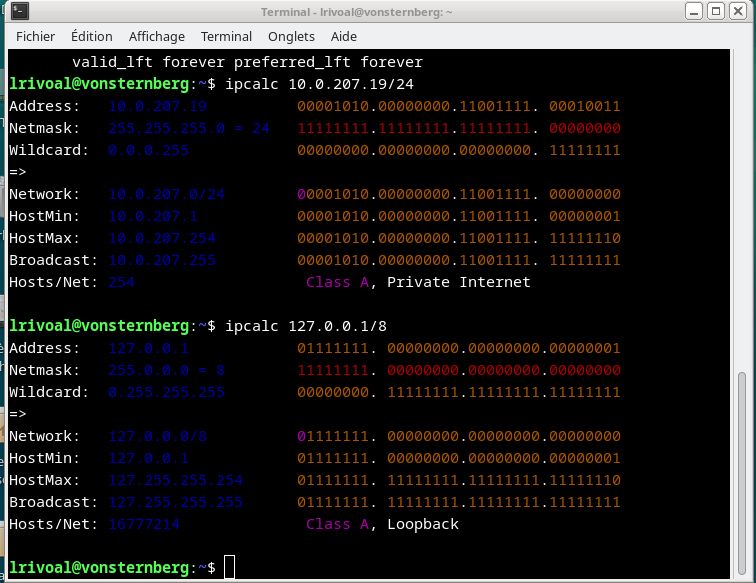 Terminal - lrivoal@vonsternberg: ~
Fichier Édition Affichage Terminal Onglets Aide
valid_lft forever preferred_lft forever
lrivoal@vonsternberg:~$ ipcalc 10.0.207.19/24
Address: 10.0.207.19 00001010.00000000.11001111. 00010011
Netmask: 255.255.255.0 = 24 11111111.11111111.11111111. 00000000
Wildcard: 0.0.0.255 00000000.00000000.00000000. 11111111
=>
Network: 10.0.207.0/24 00001010.00000000.11001111. 00000000
HostMin: 10.0.207.1 00001010.00000000.11001111. 00000001
HostMax: 10.0.207.254 00001010.00000000.11001111. 11111110
Broadcast: 10.0.207.255 00001010.00000000.11001111. 11111111
Hosts/Net: 254 Class A, Private Internet
lrivoal@vonsternberg:~$ ipcalc 127.0.0.1/8
Address: 127.0.0.1 01111111. 00000000.00000000.00000001
Netmask: 255.0.0.0 = 8 11111111. 00000000.00000000.00000000
Wildcard: 0.255.255.255 00000000. 11111111.11111111.11111111
=>
Network: 127.0.0.0/8 01111111. 00000000.00000000.00000000
HostMin: 127.0.0.1 01111111. 00000000.00000000.00000001
HostMax: 127.255.255.254 01111111. 11111111.11111111.11111110
Broadcast: 127.255.255.255 01111111. 11111111.11111111.11111111
Hosts/Net: 16777214 Class A, Loopback
lrivoal@vonsternberg:~$